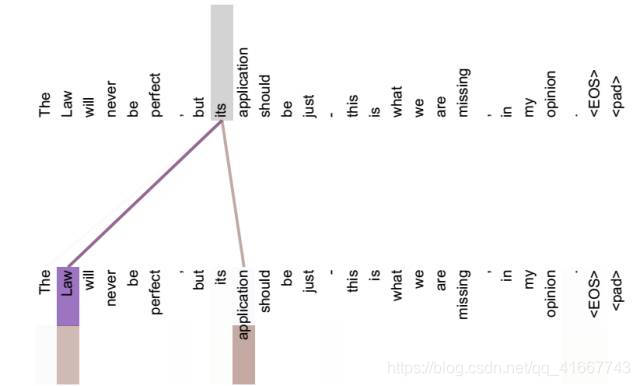 The Law will never be perfect , but its application should be just - this is what we are missing , in my opinion . <EOS> <pad>
The Law will never be perfect , but its application should be just - this is what we are missing , in my opinion . <EOS> <pad>
https://blog.csdn.net/qq_41667743